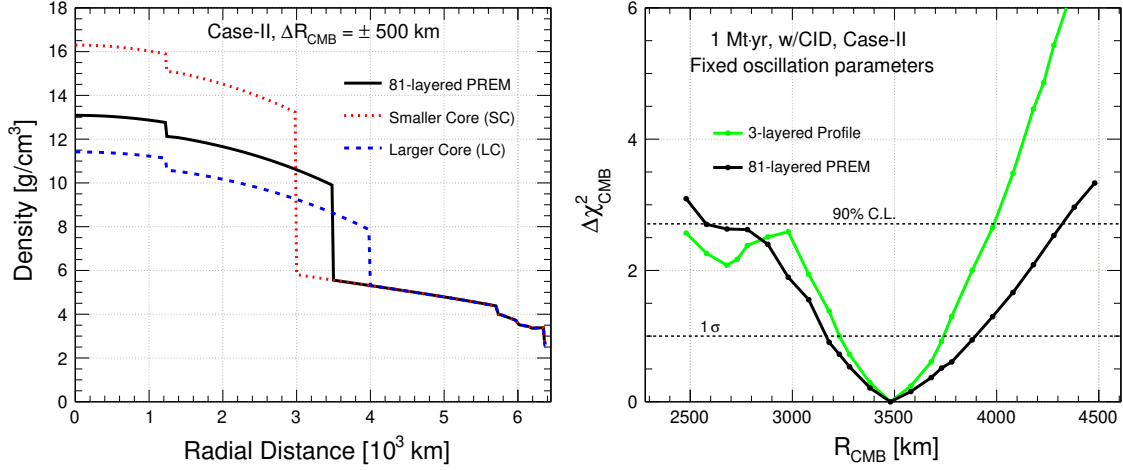 Case-II, ΔR_CMB = ± 500 km
81-layered PREM
Smaller Core (SC)
Larger Core (LC)
Density [g/cm³]
18
16
14
12
10
8
6
4
2
0
0 1 2 3 4 5 6
Radial Distance [10³ km]
1 Mt·yr, w/CID, Case-II
Fixed oscillation parameters
3-layered Profile
81-layered PREM
90% C.L.
1σ
Δχ²_CMB
6
4
2
0
2500 3000 3500 4000 4500
R_CMB [km]